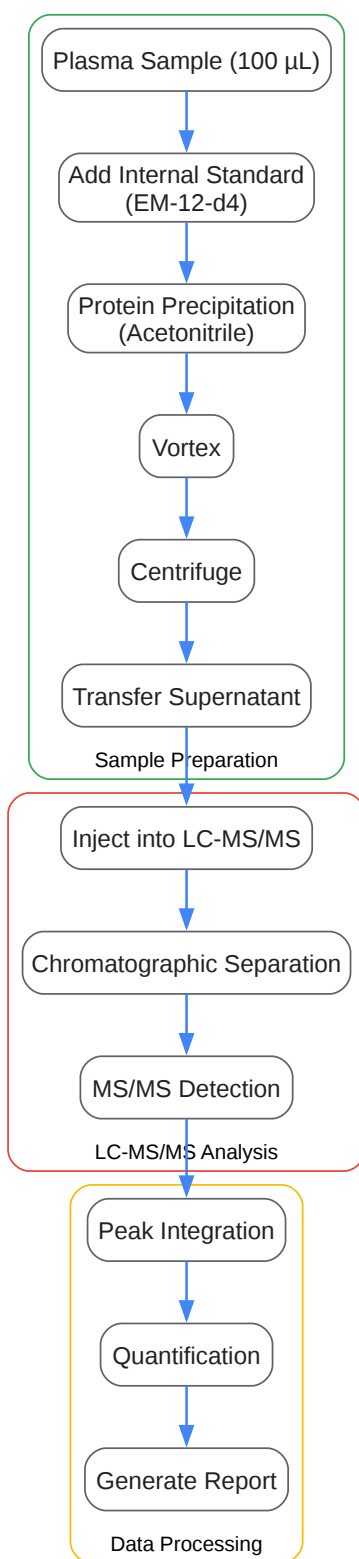 Plasma Sample (100 µL)
Add Internal Standard
(EM-12-d4)
Protein Precipitation
(Acetonitrile)
Vortex
Centrifuge
Transfer Supernatant
Sample Preparation
Inject into LC-MS/MS
Chromatographic Separation
MS/MS Detection
LC-MS/MS Analysis
Peak Integration
Quantification
Generate Report
Data Processing